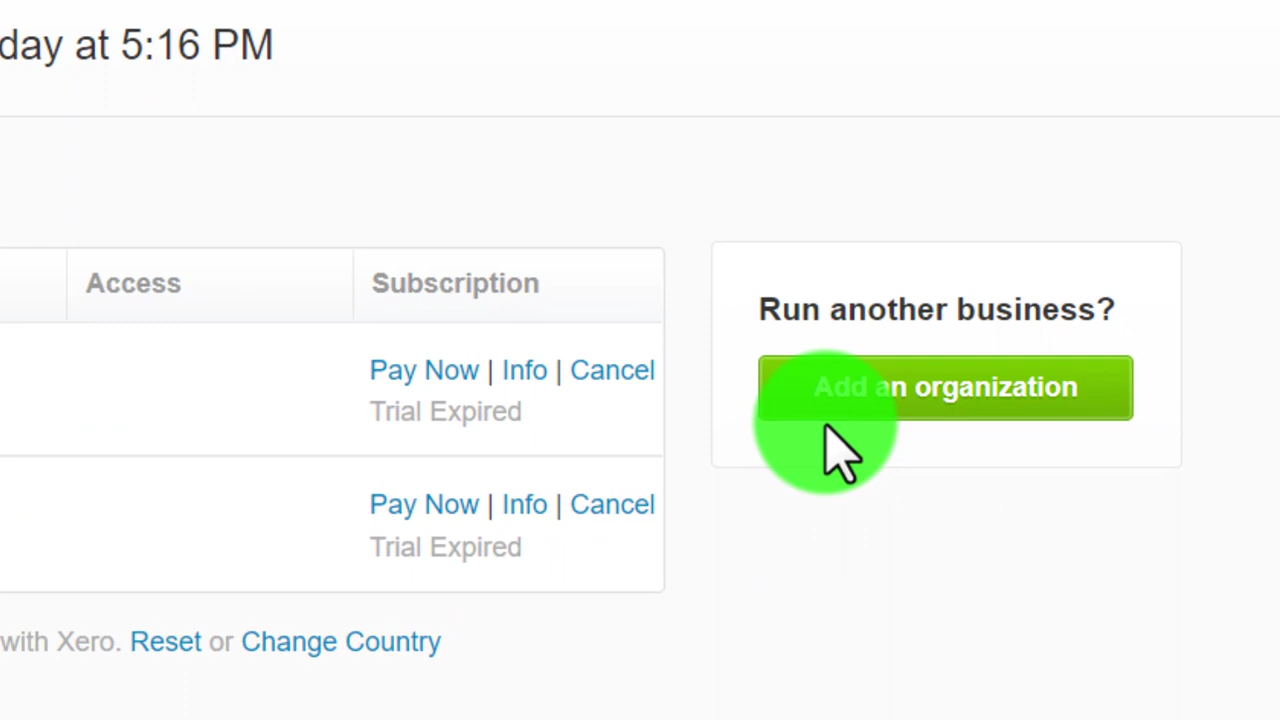 day at 5:16 PM
Access Subscription
Run another business?
Pay Now | Info | Cancel
Trial Expired
Add an organization
Pay Now | Info | Cancel
Trial Expired
with Xero. Reset or Change Country